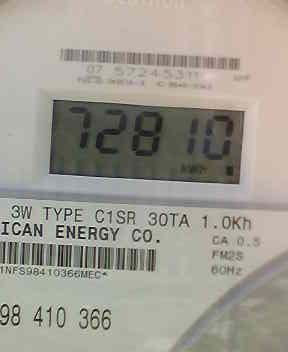 07 57245311
72810
KWH
3W TYPE C1SR 30TA 1.0Kh
ICAN ENERGY CO.
CA 0.5
FM2S
60Hz
1NFS98410366MEC*
98 410 366